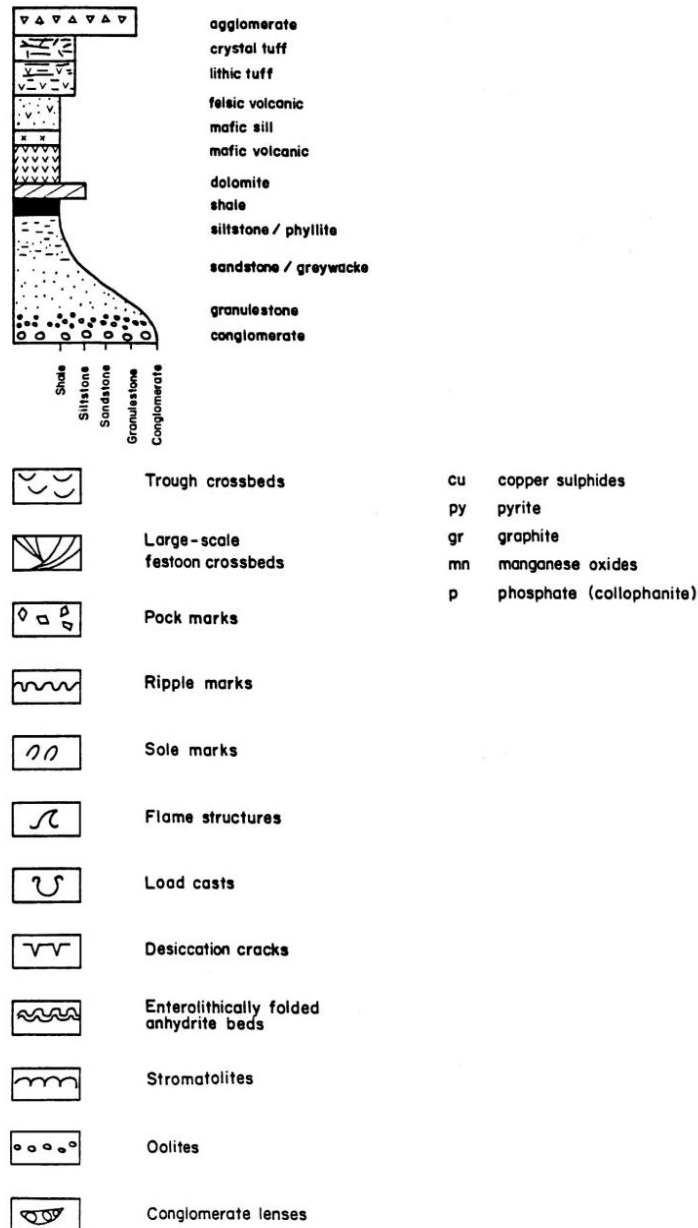 agglomerate
crystal tuff
lithic tuff
felsic volcanic
mafic sill
mafic volcanic
dolomite
shale
siltstone / phyllite
sandstone / greywacke
granulestone
conglomerate
Shale
Siltstone
Sandstone
Granulestone
Conglomerate
Trough crossbeds
Large-scale
festoon crossbeds
Pock marks
Ripple marks
Sole marks
Flame structures
Load casts
Desiccation cracks
Enterolithically folded
anhydrite beds
Stromatolites
Oolites
Conglomerate lenses
cu copper sulphides
py pyrite
gr graphite
mn manganese oxides
p phosphate (collophanite)